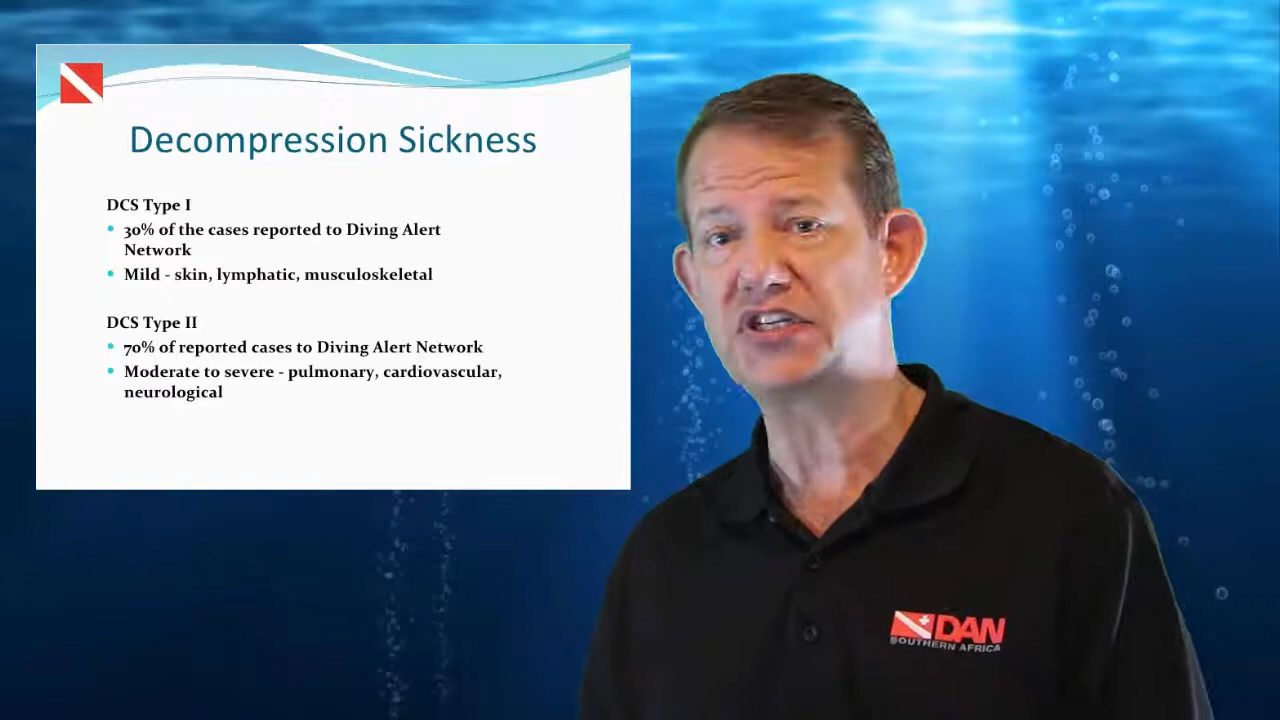 Decompression Sickness
DCS Type I
• 30% of the cases reported to Diving Alert
Network
• Mild - skin, lymphatic, musculoskeletal
DCS Type II
• 70% of reported cases to Diving Alert Network
• Moderate to severe - pulmonary, cardiovascular,
neurological
DAN
SOUTHERN AFRICA